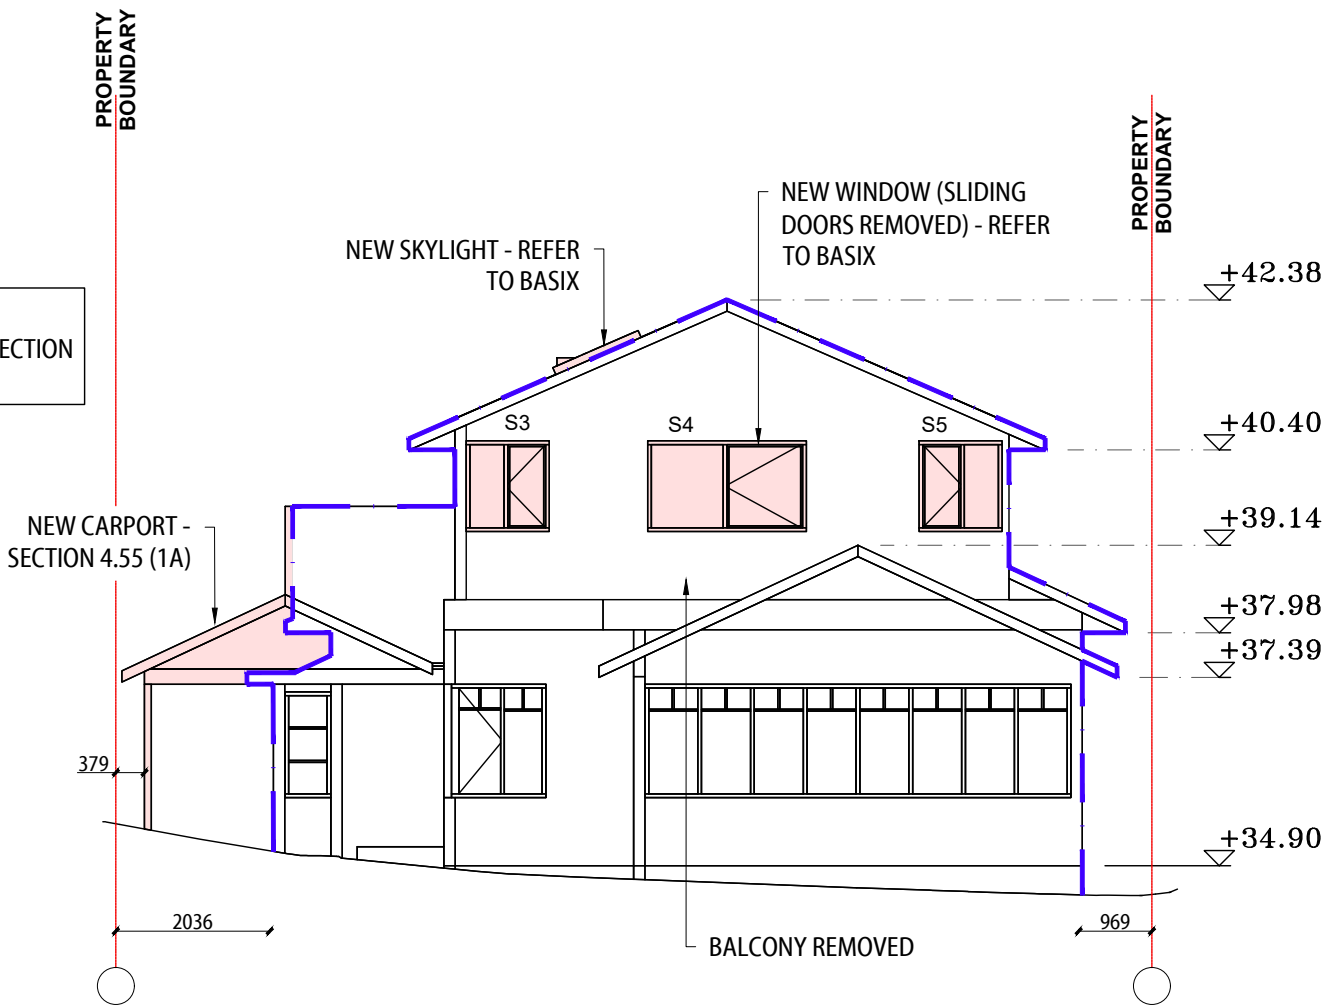 PROPERTY
BOUNDARY
PROPERTY
BOUNDARY
NEW WINDOW (SLIDING
DOORS REMOVED) - REFER
TO BASIX
NEW SKYLIGHT - REFER
TO BASIX
+42.38
ECTION
+40.40
S3
S4
S5
+39.14
NEW CARPORT -
SECTION 4.55 (1A)
+37.98
+37.39
379
+34.90
2036
969
BALCONY REMOVED